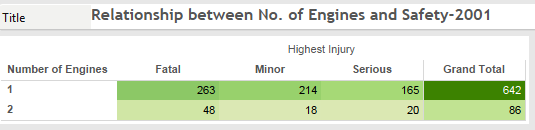 Title Relationship between No. of Engines and Safety-2001
Highest Injury
Number of Engines Fatal Minor Serious Grand Total
1 263 214 165 642
2 48 18 20 86